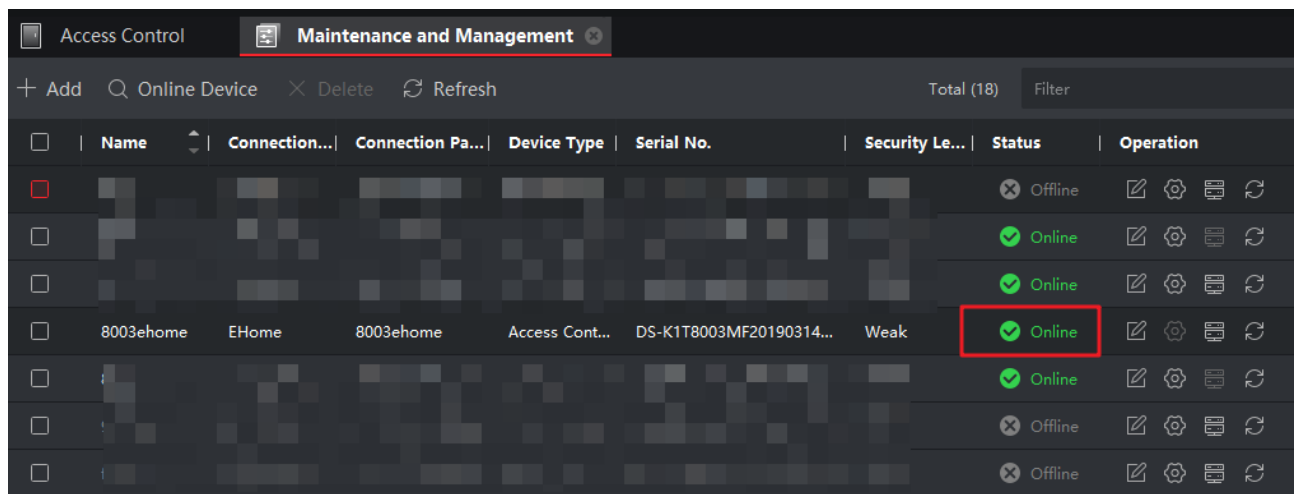 Access Control Maintenance and Management
Add Online Device Delete Refresh Total (18) Filter
Name Connection... Connection Pa... Device Type Serial No. Security Le... Status Operation
Offline
Online
Online
8003ehome EHome 8003ehome Access Cont... DS-K1T8003MF20190314... Weak Online
Online
Offline
Offline